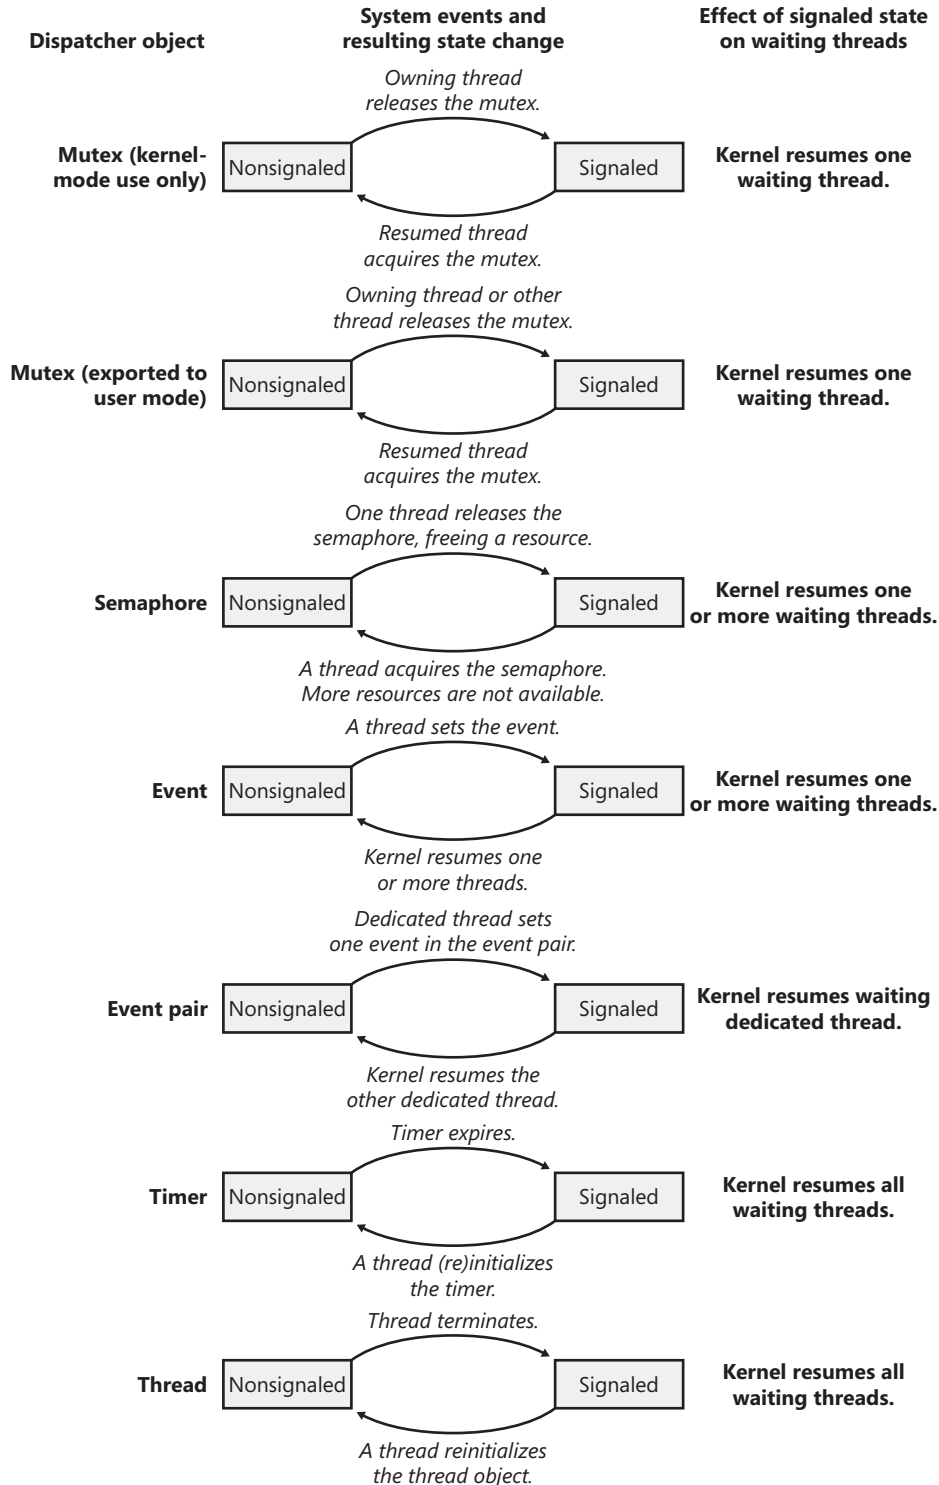 Dispatcher object
System events and
resulting state change
Effect of signaled state
on waiting threads
Owning thread
releases the mutex.
Mutex (kernel-
mode use only)
Nonsignaled
Signaled
Kernel resumes one
waiting thread.
Resumed thread
acquires the mutex.
Owning thread or other
thread releases the mutex.
Mutex (exported to
user mode)
Nonsignaled
Signaled
Kernel resumes one
waiting thread.
Resumed thread
acquires the mutex.
One thread releases the
semaphore, freeing a resource.
Semaphore
Nonsignaled
Signaled
Kernel resumes one
or more waiting threads.
A thread acquires the semaphore.
More resources are not available.
A thread sets the event.
Event
Nonsignaled
Signaled
Kernel resumes one
or more waiting threads.
Kernel resumes one
or more threads.
Dedicated thread sets
one event in the event pair.
Event pair
Nonsignaled
Signaled
Kernel resumes waiting
dedicated thread.
Kernel resumes the
other dedicated thread.
Timer expires.
Timer
Nonsignaled
Signaled
Kernel resumes all
waiting threads.
A thread (re)initializes
the timer.
Thread terminates.
Thread
Nonsignaled
Signaled
Kernel resumes all
waiting threads.
A thread reinitializes
the thread object.